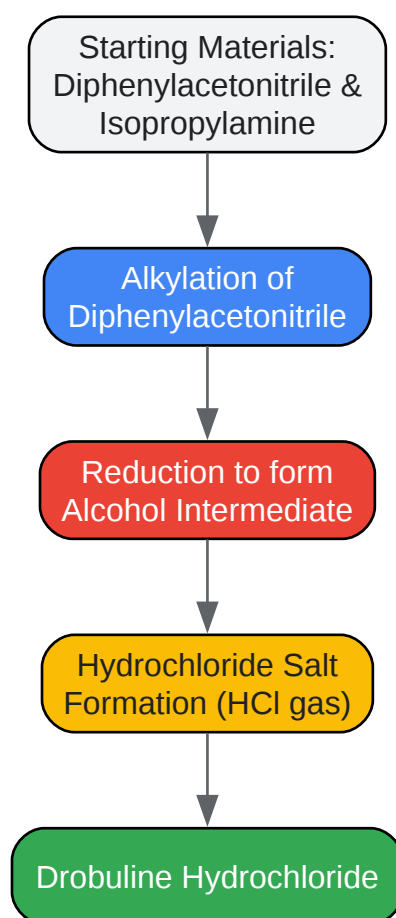 Starting Materials:
Diphenylacetonitrile &
Isopropylamine
Alkylation of
Diphenylacetonitrile
Reduction to form
Alcohol Intermediate
Hydrochloride Salt
Formation (HCl gas)
Drobuline Hydrochloride